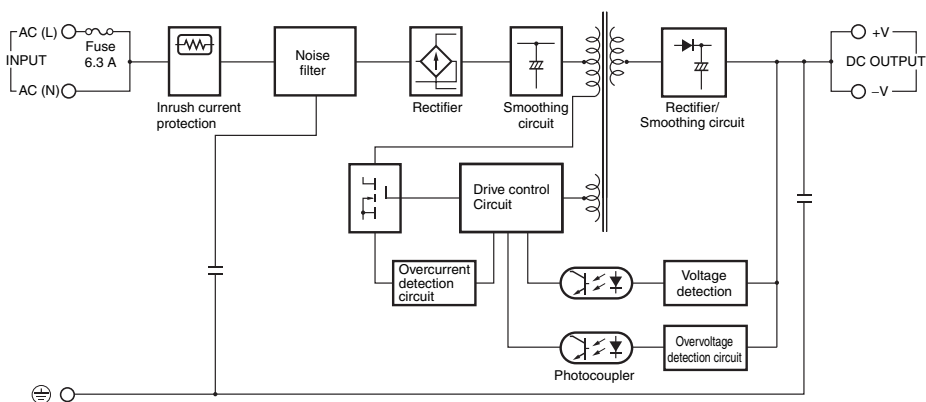 AC (L)
Fuse
6.3 A
INPUT
AC (N)
Inrush current
protection
Noise
filter
Rectifier
Smoothing
circuit
Rectifier/
Smoothing circuit
+V
DC OUTPUT
−V
Drive control
Circuit
Overcurrent
detection
circuit
Voltage
detection
Overvoltage
detection circuit
Photocoupler